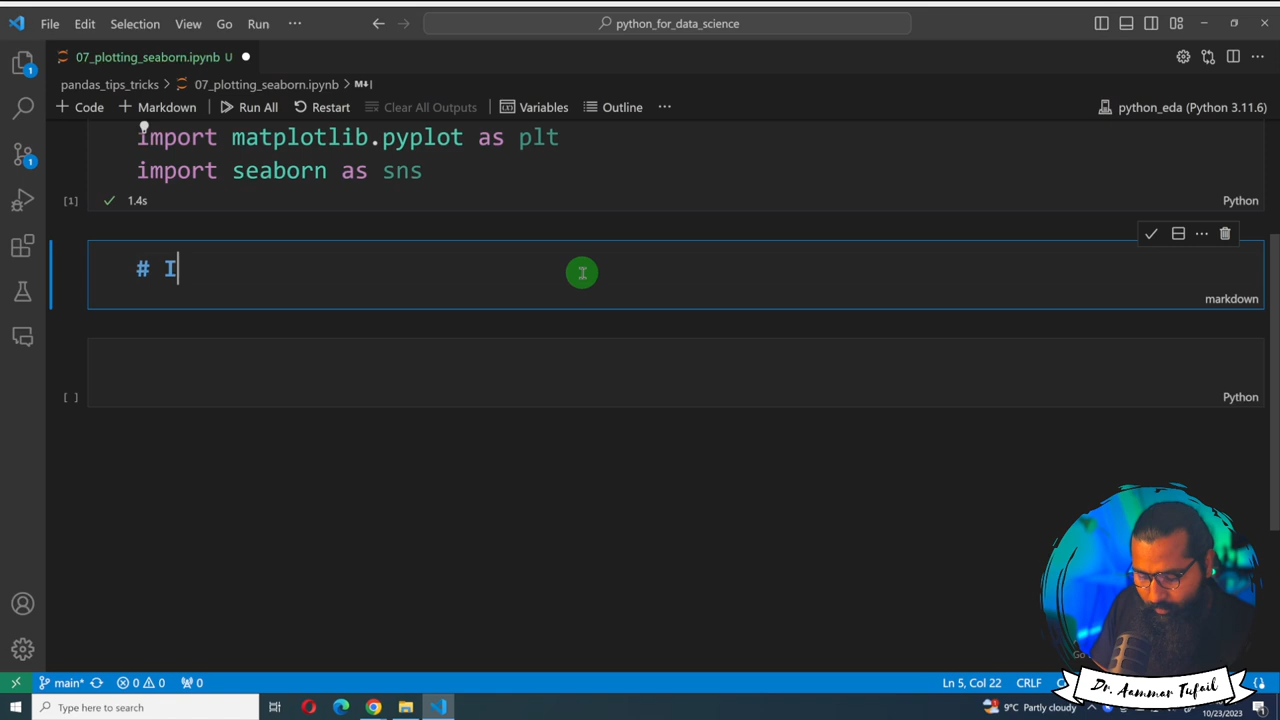 File Edit Selection View Go Run ··· python_for_data_science
07_plotting_seaborn.ipynb U
pandas_tips_tricks > 07_plotting_seaborn.ipynb > M↓
+ Code + Markdown Run All Restart Clear All Outputs Variables Outline ··· python_eda (Python 3.11.6)
import matplotlib.pyplot as plt
import seaborn as sns
[1] ✓ 1.4s Python
# I
markdown
[ ] Python
1
1
main* 0 0 0 Ln 5, Col 22 CRLF
Dr. Aammar Tufail
Type here to search 9°C Partly cloudy 10/23/2023